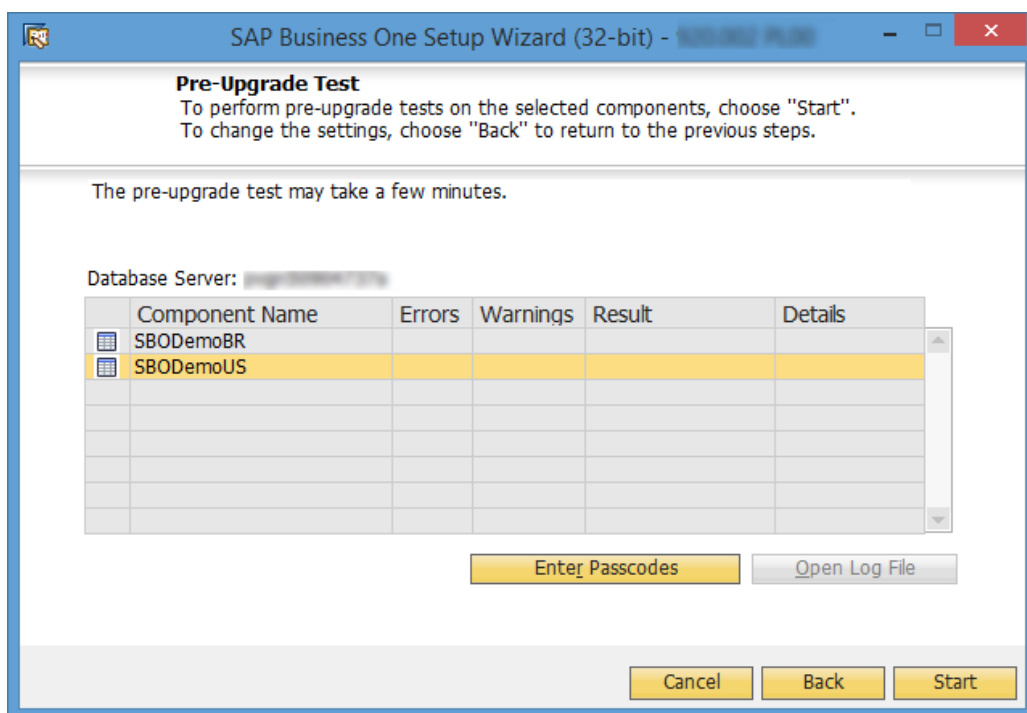 SAP Business One Setup Wizard (32-bit) -
Pre-Upgrade Test
To perform pre-upgrade tests on the selected components, choose "Start".
To change the settings, choose "Back" to return to the previous steps.
The pre-upgrade test may take a few minutes.
Database Server:
Component Name Errors Warnings Result Details
SBODemoBR
SBODemoUS
Enter Passcodes Open Log File
Cancel Back Start